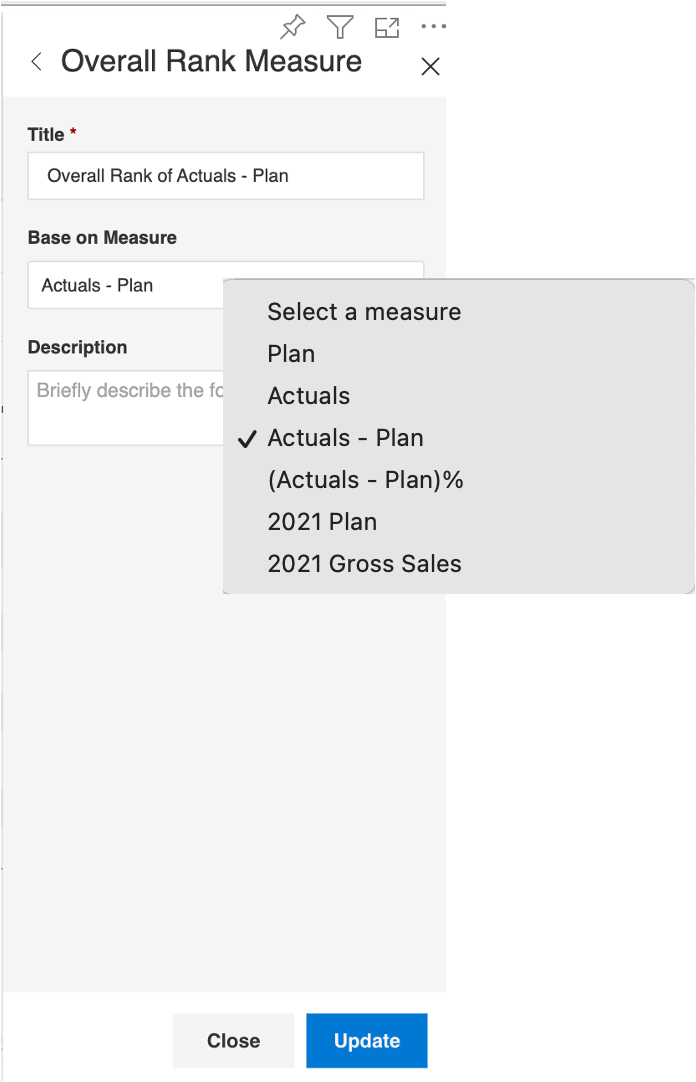 Overall Rank Measure
Title *
Overall Rank of Actuals - Plan
Base on Measure
Actuals - Plan
Select a measure
Plan
Actuals
Actuals - Plan
(Actuals - Plan)%
2021 Plan
2021 Gross Sales
Description
Briefly describe the
Close
Update